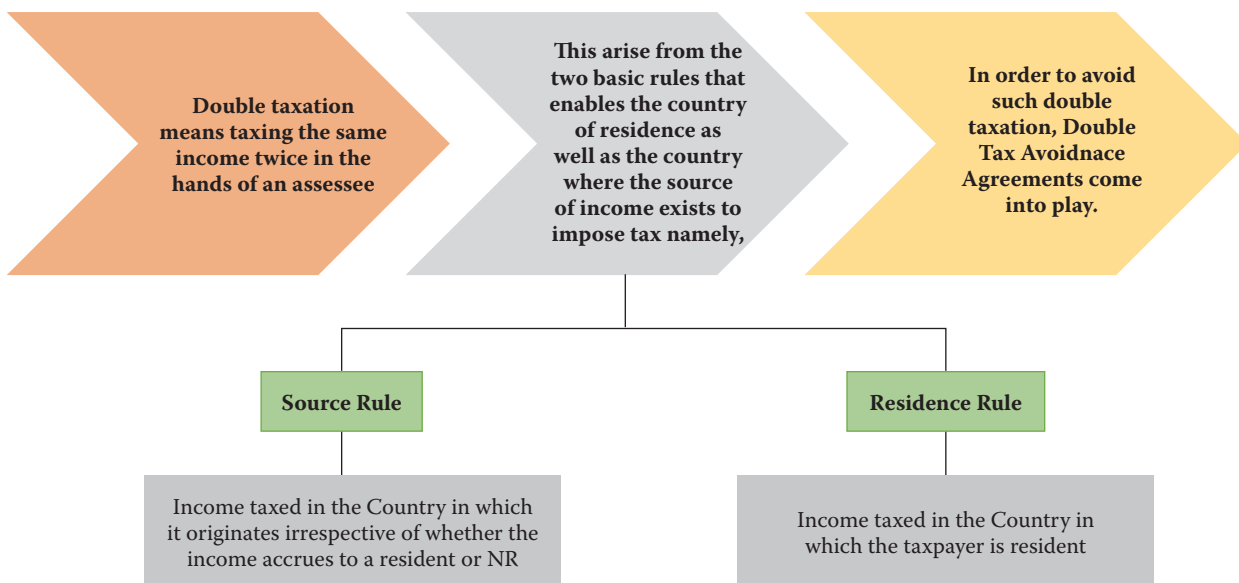 Double taxation
means taxing the same
income twice in the
hands of an assessee
This arise from the
two basic rules that
enables the country
of residence as
well as the country
where the source
of income exists to
impose tax namely,
In order to avoid
such double
taxation, Double
Tax Avoidnace
Agreements come
into play.
Source Rule
Residence Rule
Income taxed in the Country in which
it originates irrespective of whether the
income accrues to a resident or NR
Income taxed in the Country in
which the taxpayer is resident